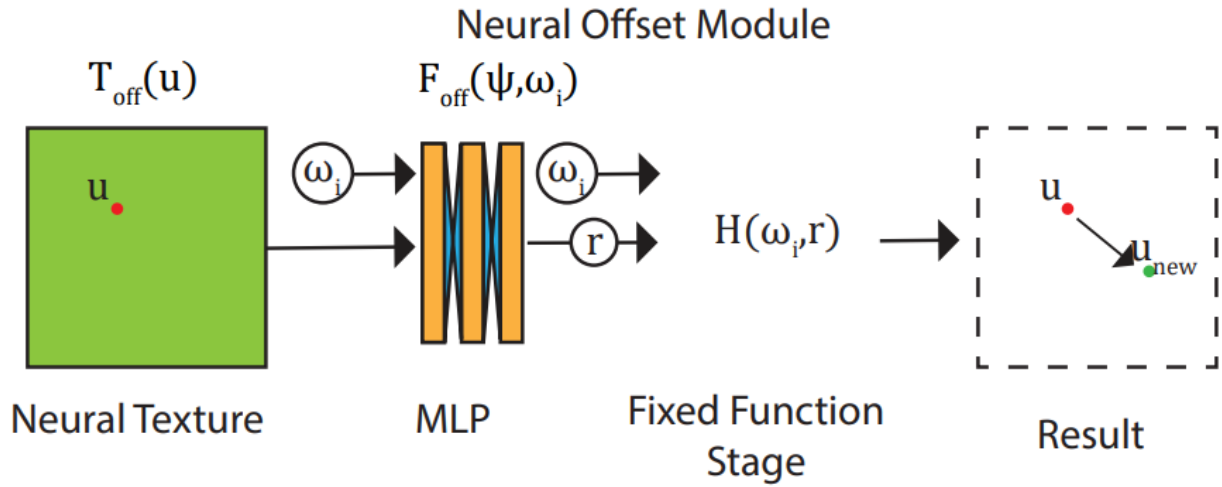 Neural Offset Module
T_off(u)
F_off(ψ,ω_i)
u
ω_i
ω_i
r
H(ω_i,r)
u
u_new
Neural Texture
MLP
Fixed Function
Stage
Result